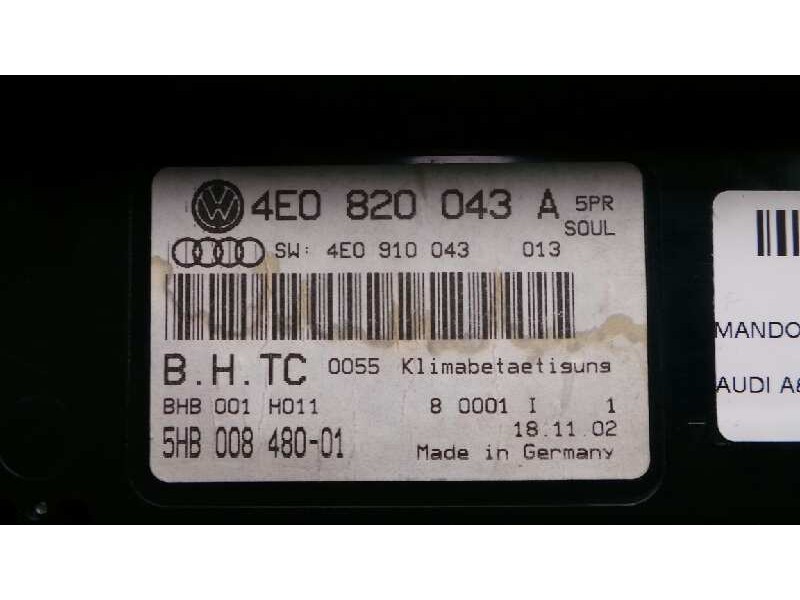 4E0 820 043 A 5PR
SOUL
SW: 4E0 910 043 013
B.H.TC 0055 Klimabetaetisuns
BHB 001 H011 8 0001 I 1
18.11.02
5HB 008 480-01 Made in Germany
MANDO
AUDI